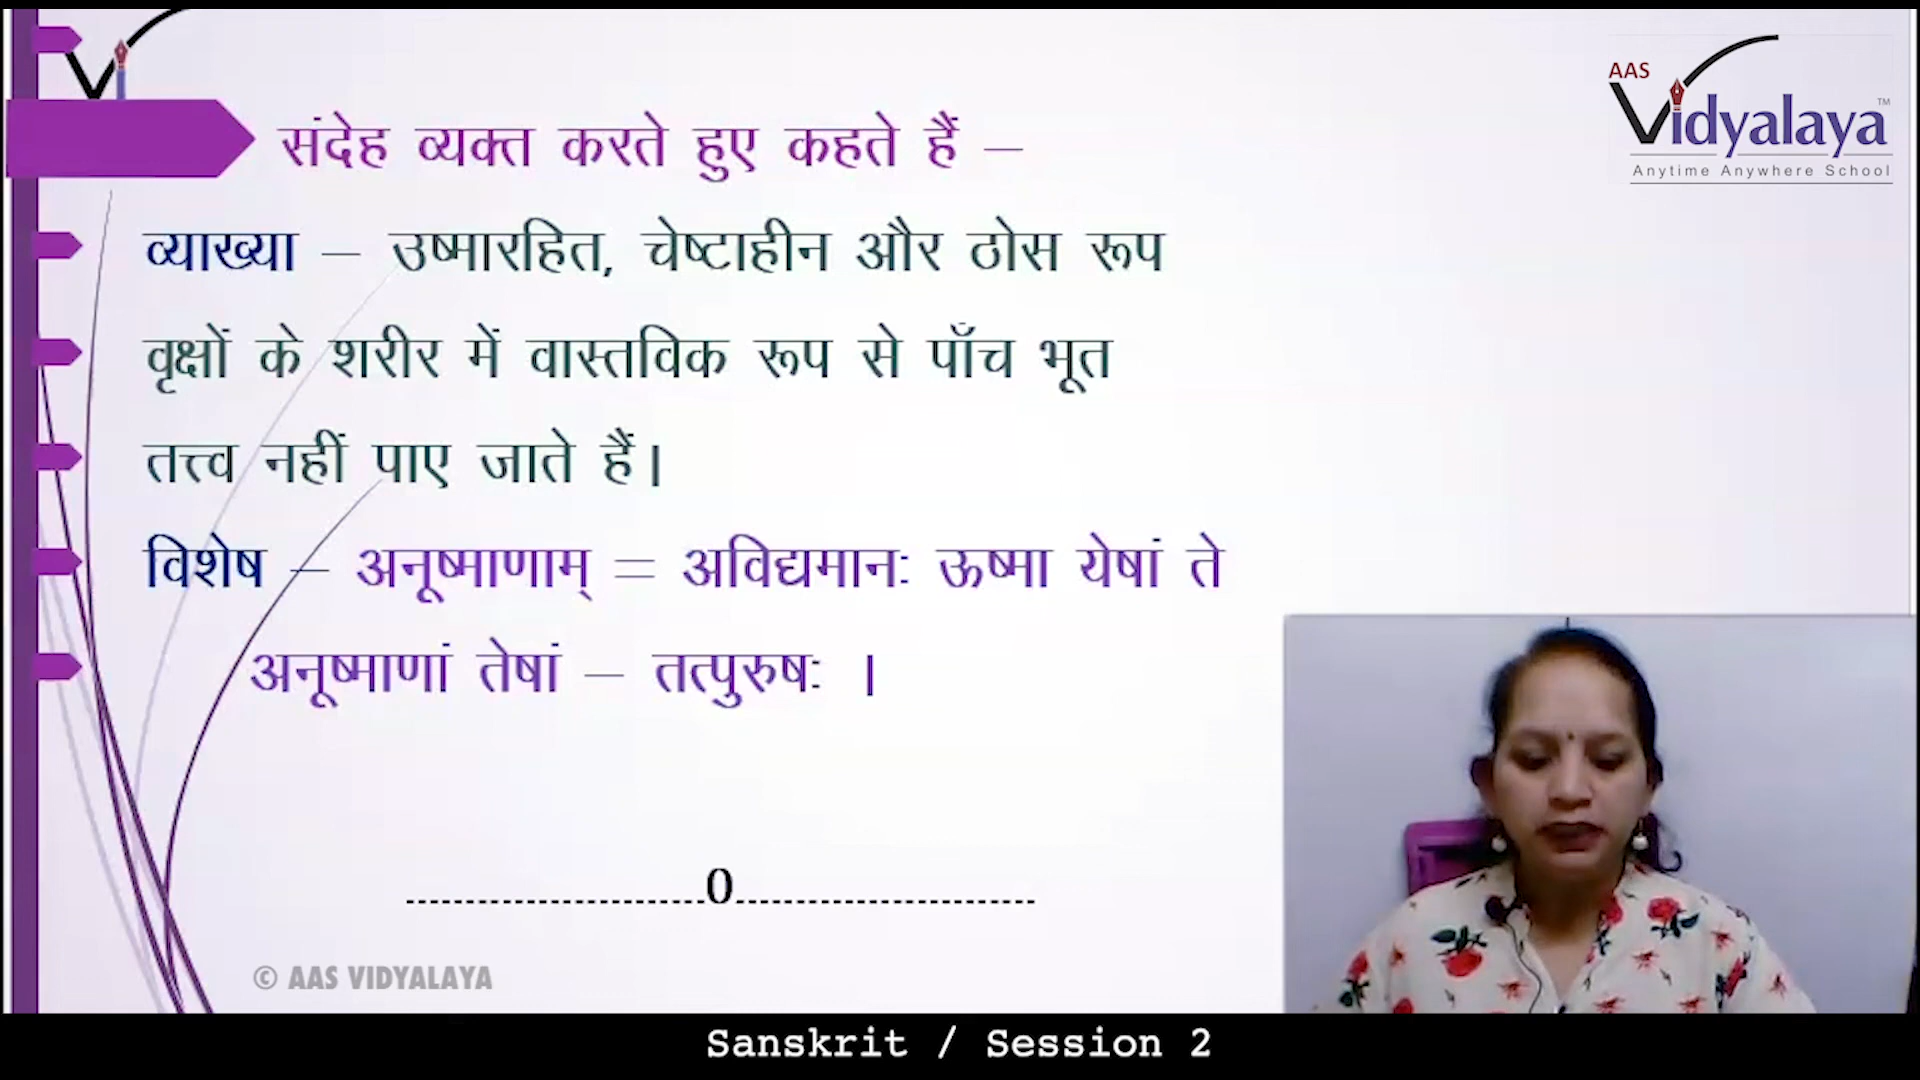 AAS
Vidyalaya™
Anytime Anywhere School
संदेह व्यक्त करते हुए कहते हैं –
व्याख्या – उष्मारहित, चेष्टाहीन और ठोस रूप
वृक्षों के शरीर में वास्तविक रूप से पाँच भूत
तत्त्व नहीं पाए जाते हैं।
विशेष – अनूष्माणाम् = अविद्यमानः ऊष्मा येषां ते
अनूष्माणां तेषां – तत्पुरुषः ।
.........................0.........................
© AAS VIDYALAYA
Sanskrit / Session 2